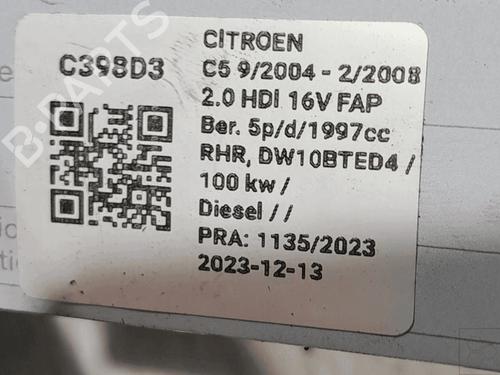 C398D3
CITROEN
C5 9/2004 - 2/2008
2.0 HDI 16V FAP
Ber. 5p/d/1997cc
RHR, DW10BTED4 /
100 kw /
Diesel / /
PRA: 1135/2023
2023-12-13
B-PARTS